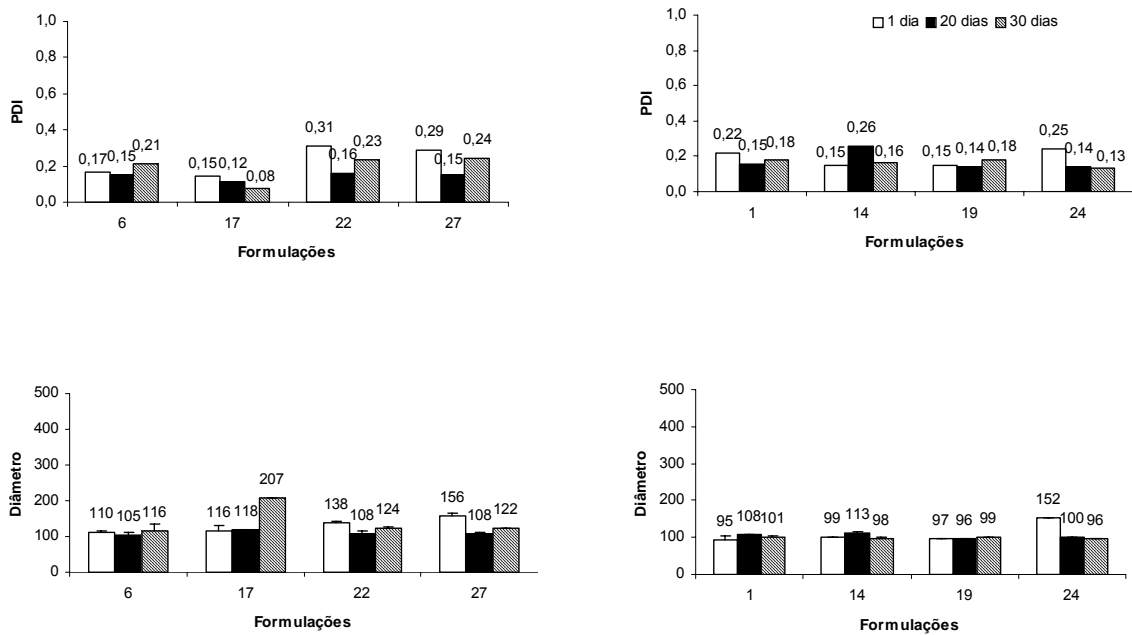 1,0
0,8
0,6
0,4
0,2
0,0
PDI
0,17 0,15 0,21
0,15 0,12 0,08
0,31 0,16 0,23
0,29 0,15 0,24
6 17 22 27
Formulações
1 dia 20 dias 30 dias
1,0
0,8
0,6
0,4
0,2
0,0
PDI
0,22 0,15 0,18
0,15 0,26 0,16
0,15 0,14 0,18
0,25 0,14 0,13
1 14 19 24
Formulações
500
400
300
200
100
0
Diâmetro
110 105 116
116 118 207
138 108 124
156 108 122
6 17 22 27
Formulações
500
400
300
200
100
0
Diâmetro
95 108 101
99 113 98
97 96 99
152 100 96
1 14 19 24
Formulações